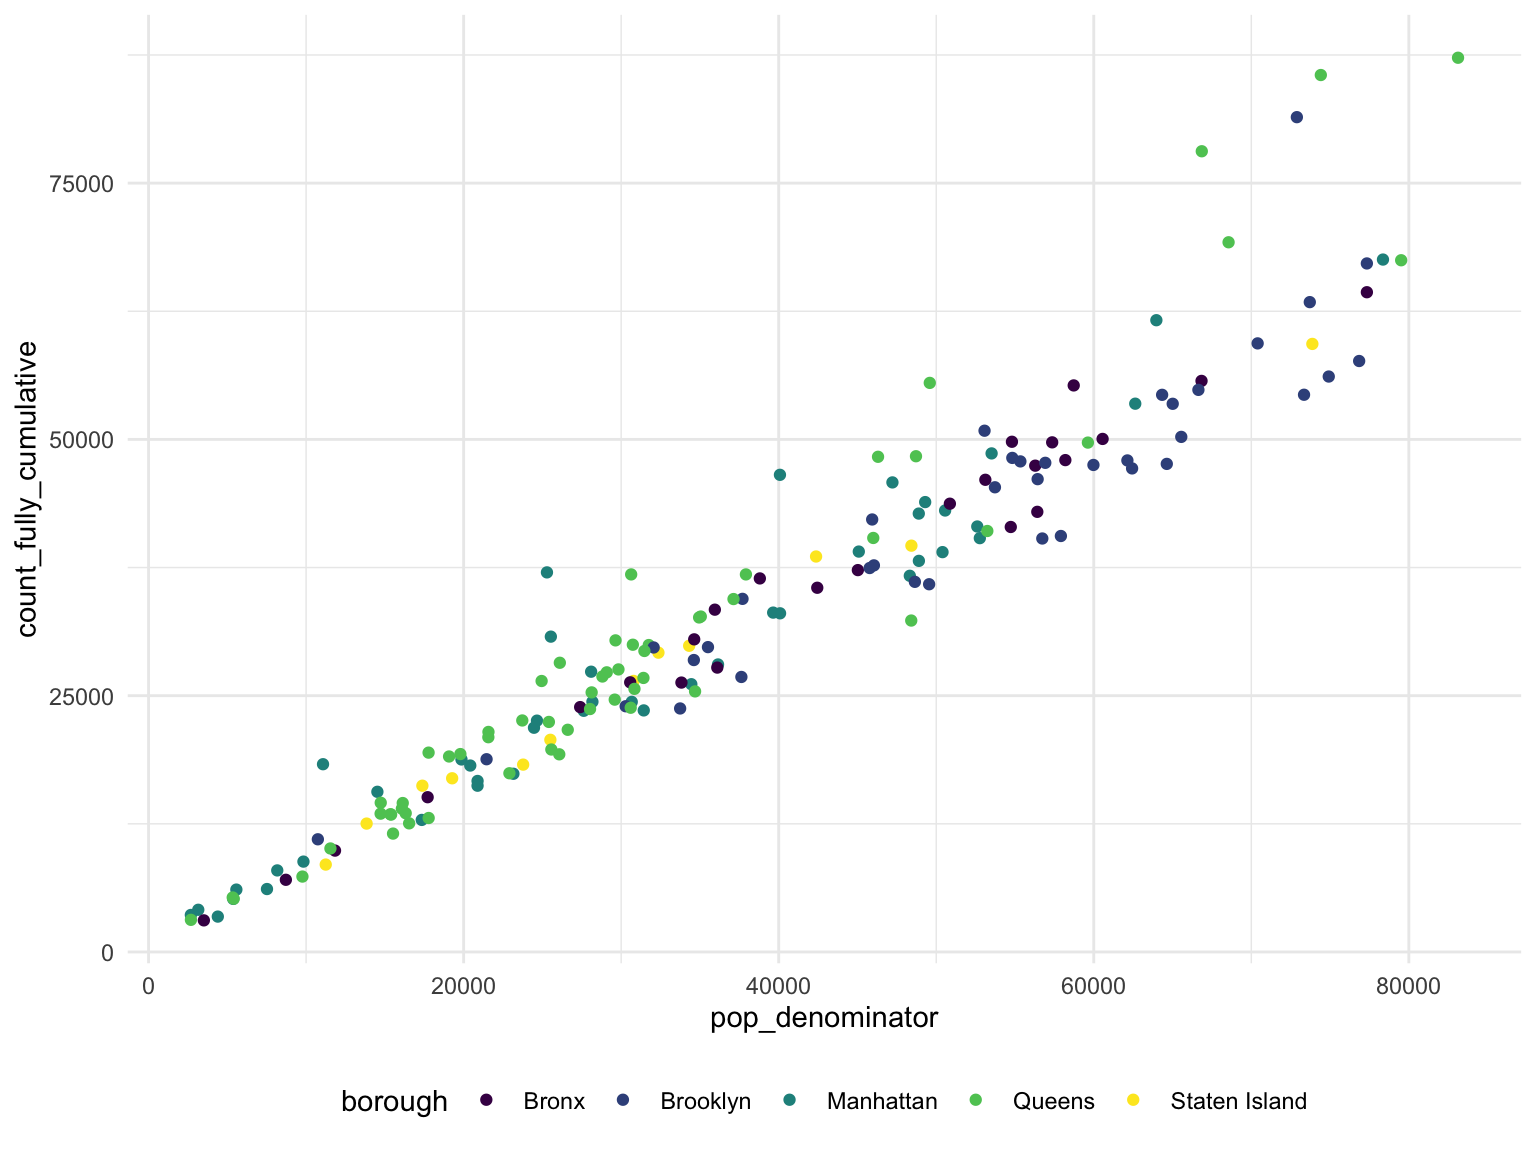 count_fully_cumulative
75000
50000
25000
0
0 20000 40000 60000 80000
pop_denominator
borough Bronx Brooklyn Manhattan Queens Staten Island